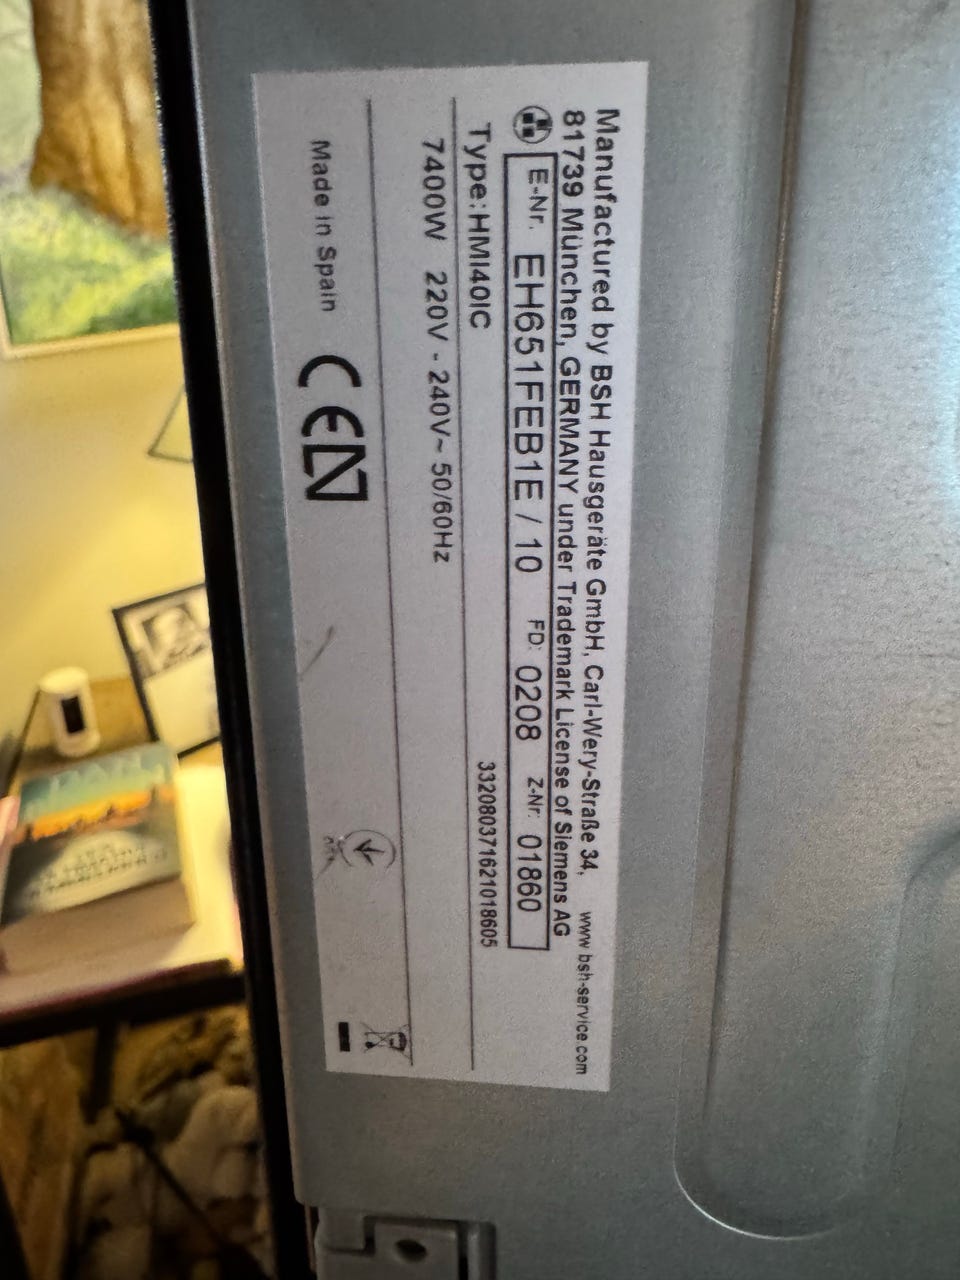 Manufactured by BSH Hausgeräte GmbH, Carl-Wery-Straße 34, www.bsh-service.com
81739 München, GERMANY under Trademark License of Siemens AG
E-Nr. EH651FEB1E / 10 FD: 0208 Z-Nr: 01860
Type:HMI40IC 332080371621018605
7400W 220V - 240V~ 50/60Hz
Made in Spain CE N